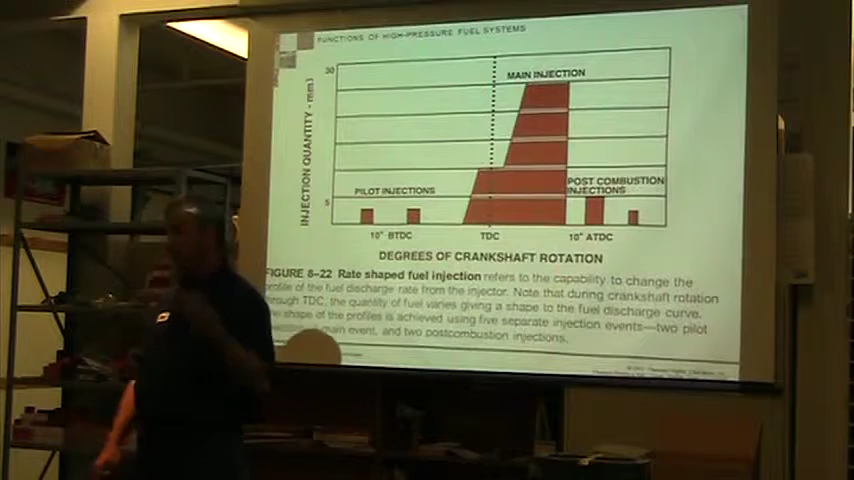 FUNCTIONS OF HIGH-PRESSURE FUEL SYSTEMS
30
MAIN INJECTION
INJECTION QUANTITY - mm³
PILOT INJECTIONS
POST COMBUSTION
INJECTIONS
5
10° BTDC
TDC
10° ATDC
DEGREES OF CRANKSHAFT ROTATION
FIGURE 8–22 Rate shaped fuel injection refers to the capability to change the
profile of the fuel discharge rate from the injector. Note that during crankshaft rotation
through TDC, the quantity of fuel varies giving a shape to the fuel discharge curve.
The shape of the profiles is achieved using five separate injection events—two pilot
main event, and two postcombustion injections.